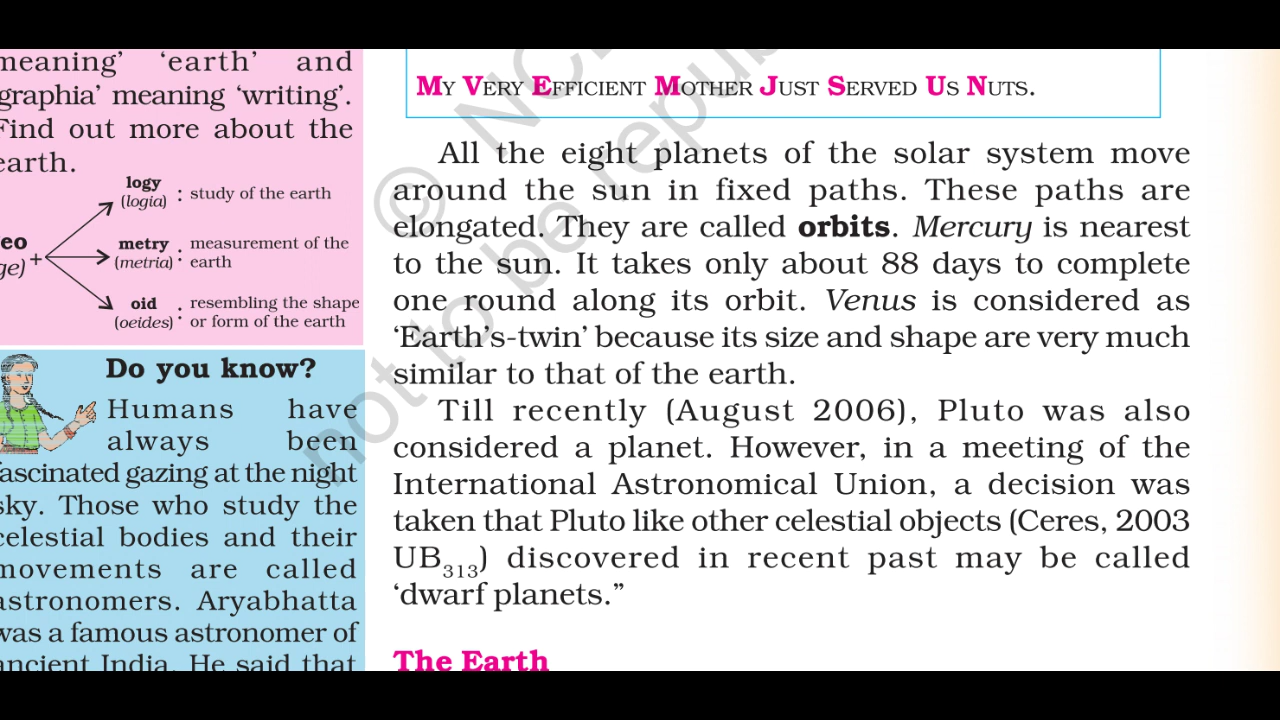 meaning' 'earth' and
graphia' meaning 'writing'.
Find out more about the
earth.
logy
(logia) : study of the earth
eo
ge) +
metry
(metria) : measurement of the
earth
oid
(oeides) : resembling the shape
or form of the earth
Do you know?
Humans have
always been
fascinated gazing at the night
sky. Those who study the
celestial bodies and their
movements are called
astronomers. Aryabhatta
was a famous astronomer of
ancient India. He said that
MY VERY EFFICIENT MOTHER JUST SERVED US NUTS.
All the eight planets of the solar system move
around the sun in fixed paths. These paths are
elongated. They are called orbits. Mercury is nearest
to the sun. It takes only about 88 days to complete
one round along its orbit. Venus is considered as
'Earth's-twin' because its size and shape are very much
similar to that of the earth.
Till recently (August 2006), Pluto was also
considered a planet. However, in a meeting of the
International Astronomical Union, a decision was
taken that Pluto like other celestial objects (Ceres, 2003
UB313) discovered in recent past may be called
'dwarf planets.”
The Earth
© NC
not to be repu